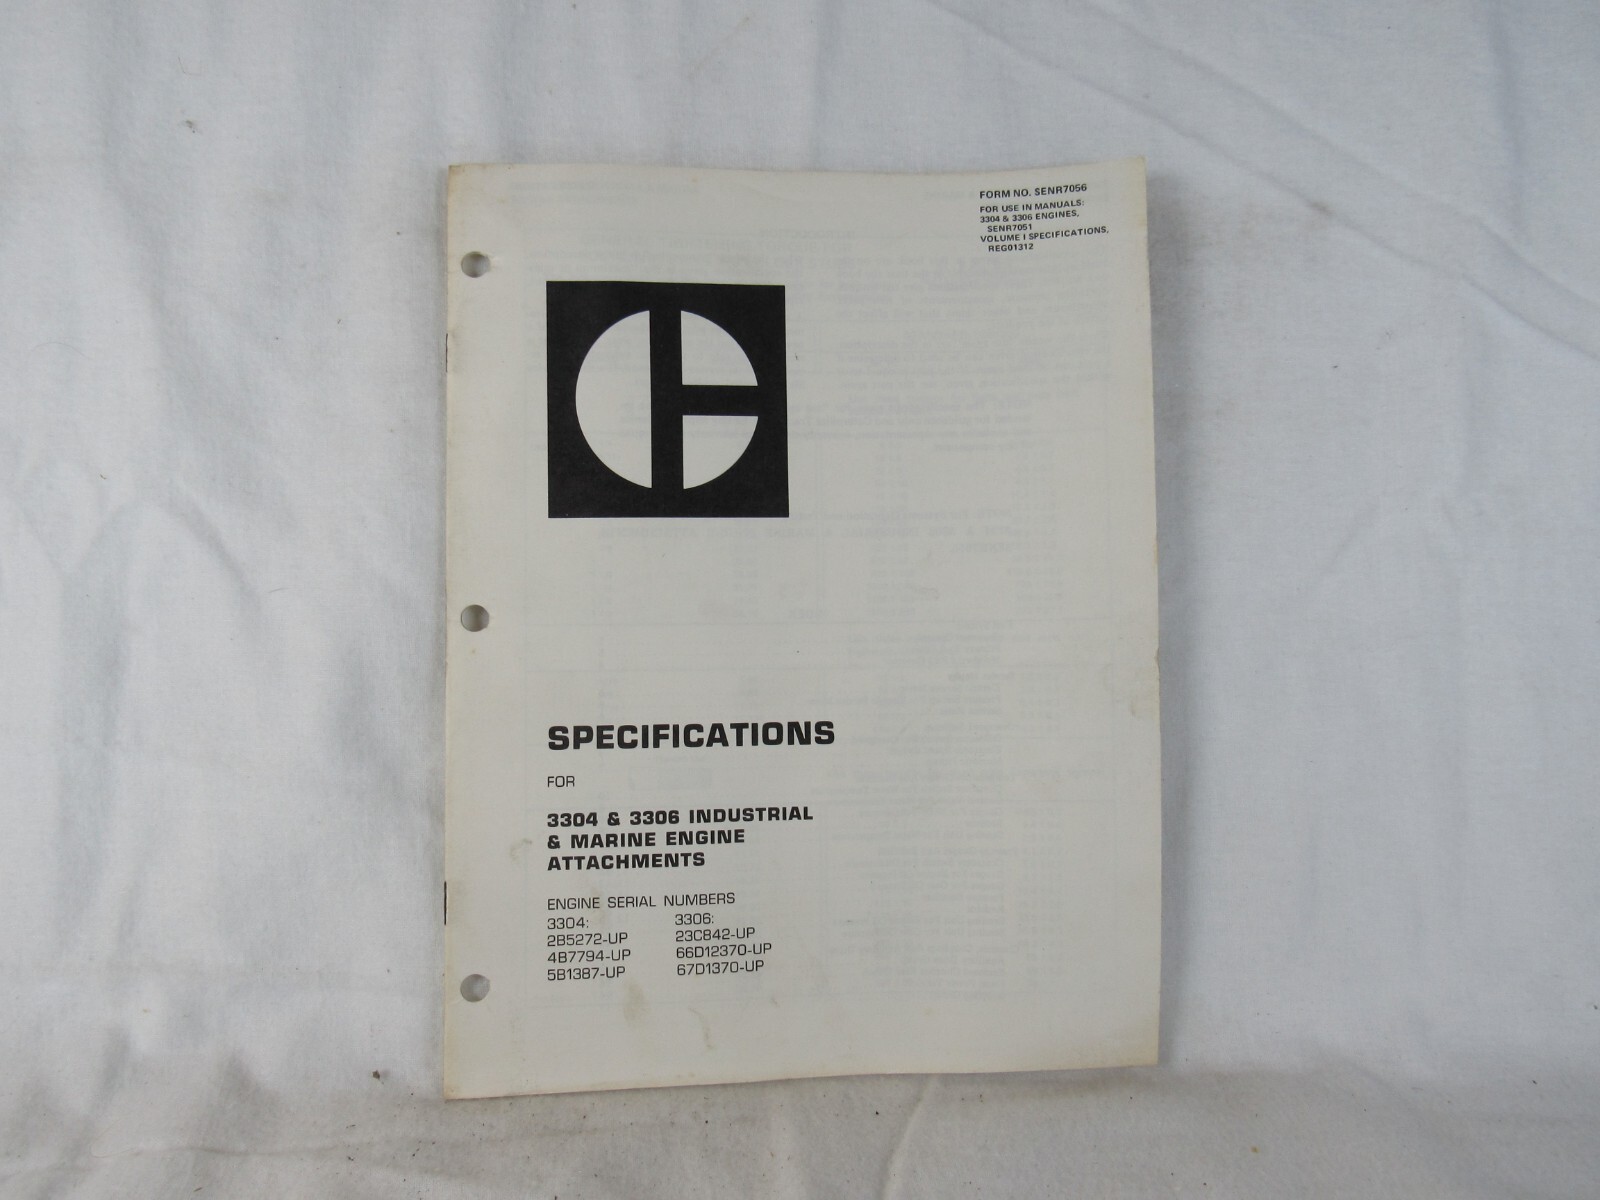 FORM NO. SENR7056
FOR USE IN MANUALS:
3304 & 3306 ENGINES,
SENR7051
VOLUME I SPECIFICATIONS,
REG01312
SPECIFICATIONS
FOR
3304 & 3306 INDUSTRIAL
& MARINE ENGINE
ATTACHMENTS
ENGINE SERIAL NUMBERS
3304: 3306:
2B5272-UP 23C842-UP
4B7794-UP 66D12370-UP
5B1387-UP 67D1370-UP